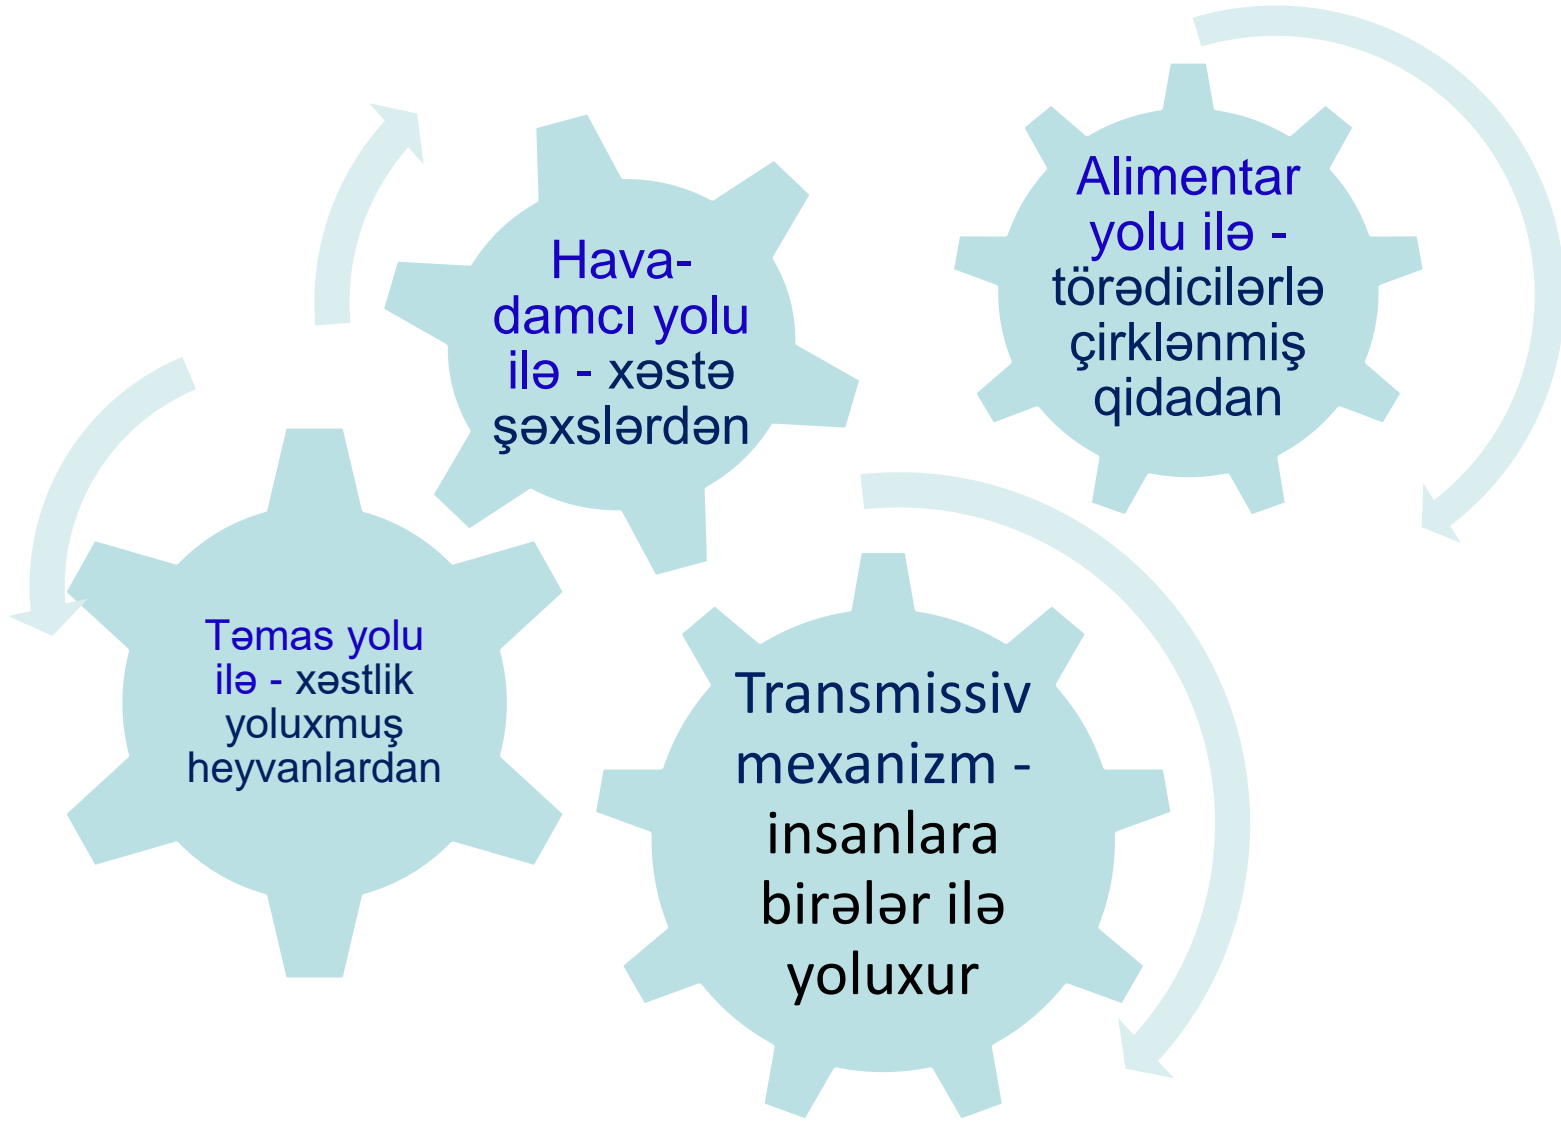 Hava-
damcı yolu
ilə - xəstə
şəxslərdən
Alimentar
yolu ilə -
törədicilərlə
çirklənmiş
qidadan
Təmas yolu
ilə - xəstlik
yoluxmuş
heyvanlardan
Transmissiv
mexanizm -
insanlara
birələr ilə
yoluxur